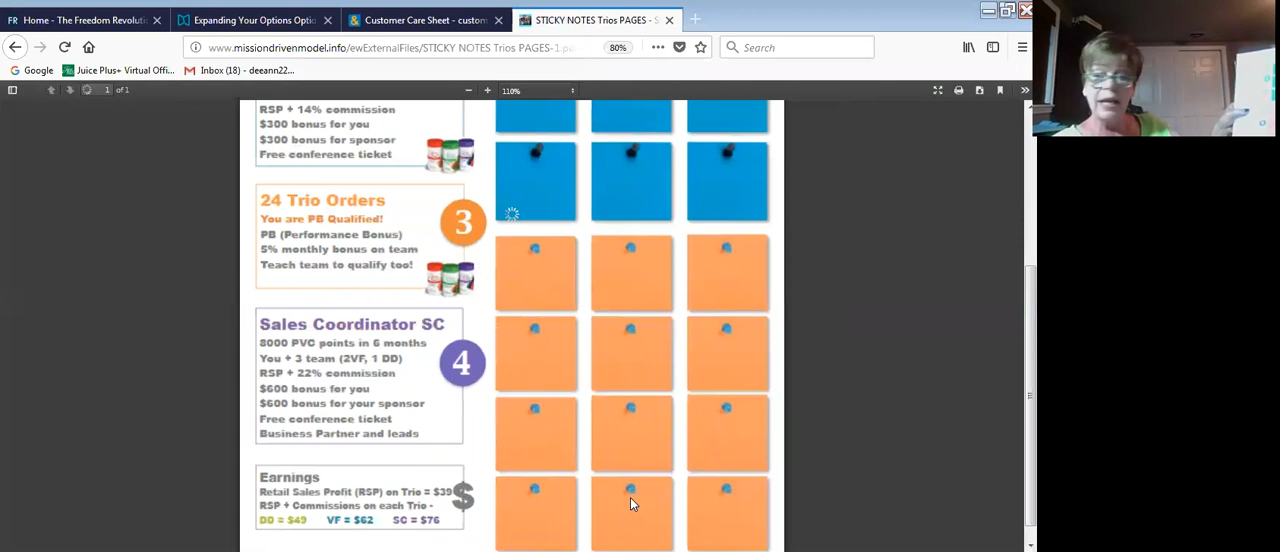 FR Home - The Freedom Revoluti
Expanding Your Options Optio
Customer Care Sheet - custom
STICKY NOTES Trios PAGES - S
www.missiondrivenmodel.info/ewExternalFiles/STICKY NOTES Trios PAGES-1.p
80%
Search
Google
Juice Plus+ Virtual Offi...
Inbox (18) - deeann22...
1 of 1
110%
RSP + 14% commission
$300 bonus for you
$300 bonus for sponsor
Free conference ticket
24 Trio Orders
You are PB Qualified!
PB (Performance Bonus)
5% monthly bonus on team
Teach team to qualify too!
3
Sales Coordinator SC
8000 PVC points in 6 months
You + 3 team (2VF, 1 DD)
RSP + 22% commission
$600 bonus for you
$600 bonus for your sponsor
Free conference ticket
Business Partner and leads
4
Earnings
Retail Sales Profit (RSP) on Trio = $39
RSP + Commissions on each Trio -
DD = $49 VF = $62 SC = $76
$